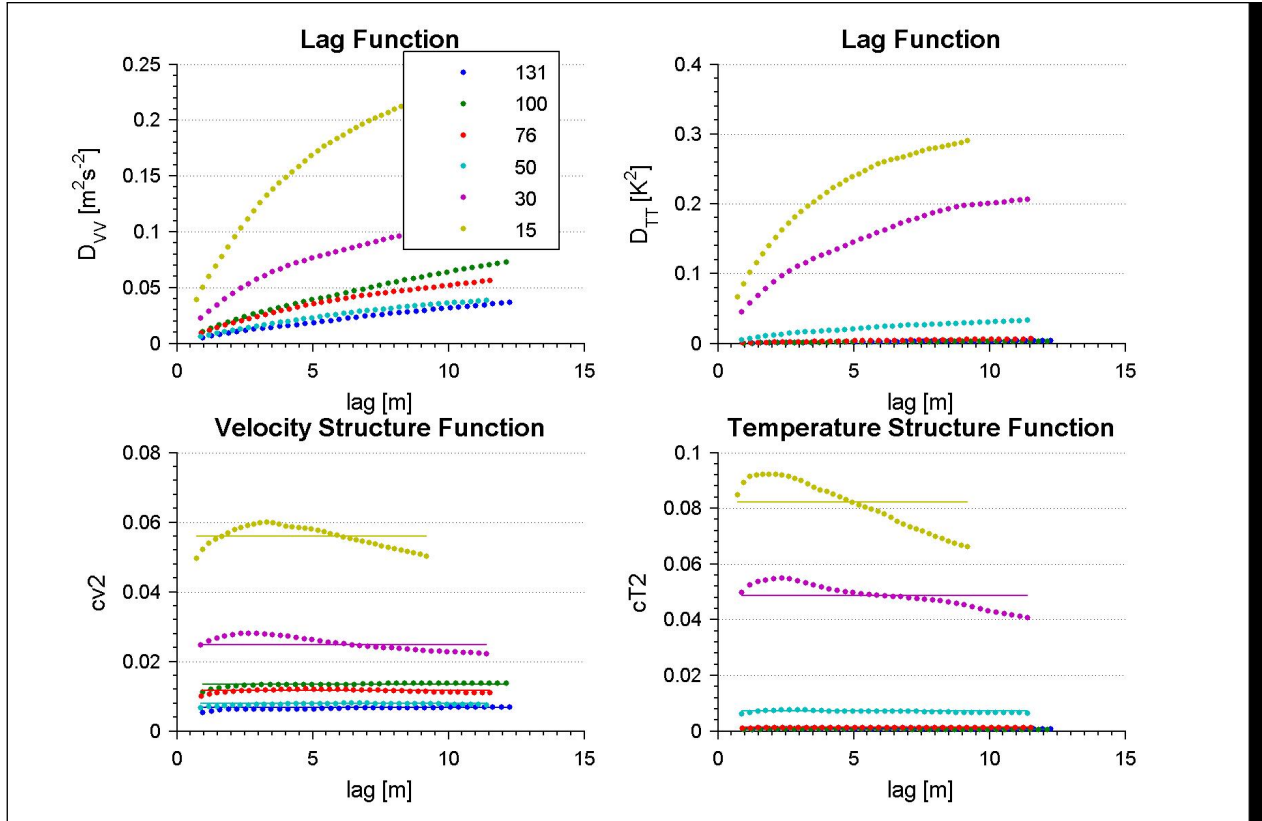 Lag Function
0.25
0.2
0.15
0.1
0.05
0
D_VV [m²s⁻²]
0 5 10 15
lag [m]
131
100
76
50
30
15
Lag Function
0.4
0.3
0.2
0.1
0
D_TT [K²]
0 5 10 15
lag [m]
Velocity Structure Function
0.08
0.06
0.04
0.02
0
cv2
0 5 10 15
lag [m]
Temperature Structure Function
0.1
0.08
0.06
0.04
0.02
0
cT2
0 5 10 15
lag [m]